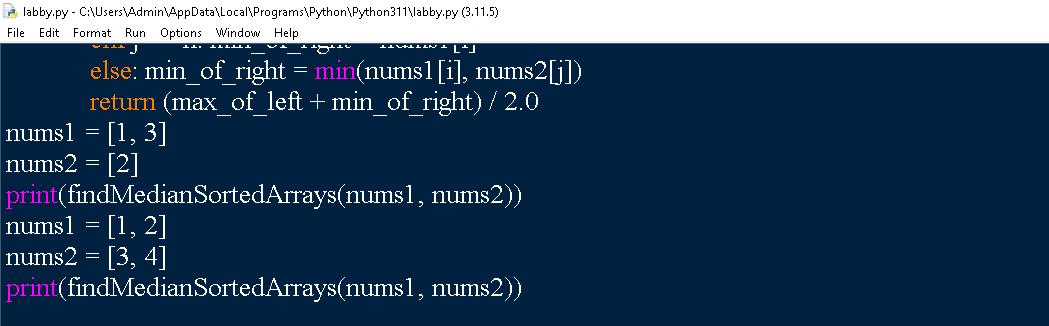 labby.py - C:\Users\Admin\AppData\Local\Programs\Python\Python311\labby.py (3.11.5)
File Edit Format Run Options Window Help
else: min_of_right = min(nums1[i], nums2[j])
return (max_of_left + min_of_right) / 2.0
nums1 = [1, 3]
nums2 = [2]
print(findMedianSortedArrays(nums1, nums2))
nums1 = [1, 2]
nums2 = [3, 4]
print(findMedianSortedArrays(nums1, nums2))